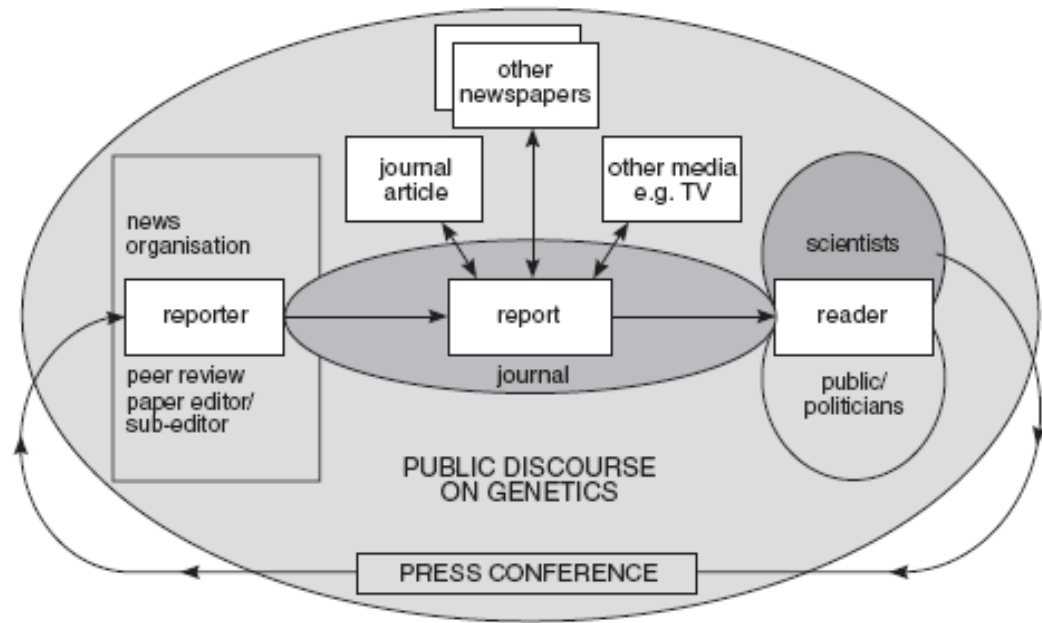 other
newspapers
journal
article
other media
e.g. TV
news
organisation
scientists
reporter
report
reader
journal
peer review
paper editor/
sub-editor
public/
politicians
PUBLIC DISCOURSE
ON GENETICS
PRESS CONFERENCE